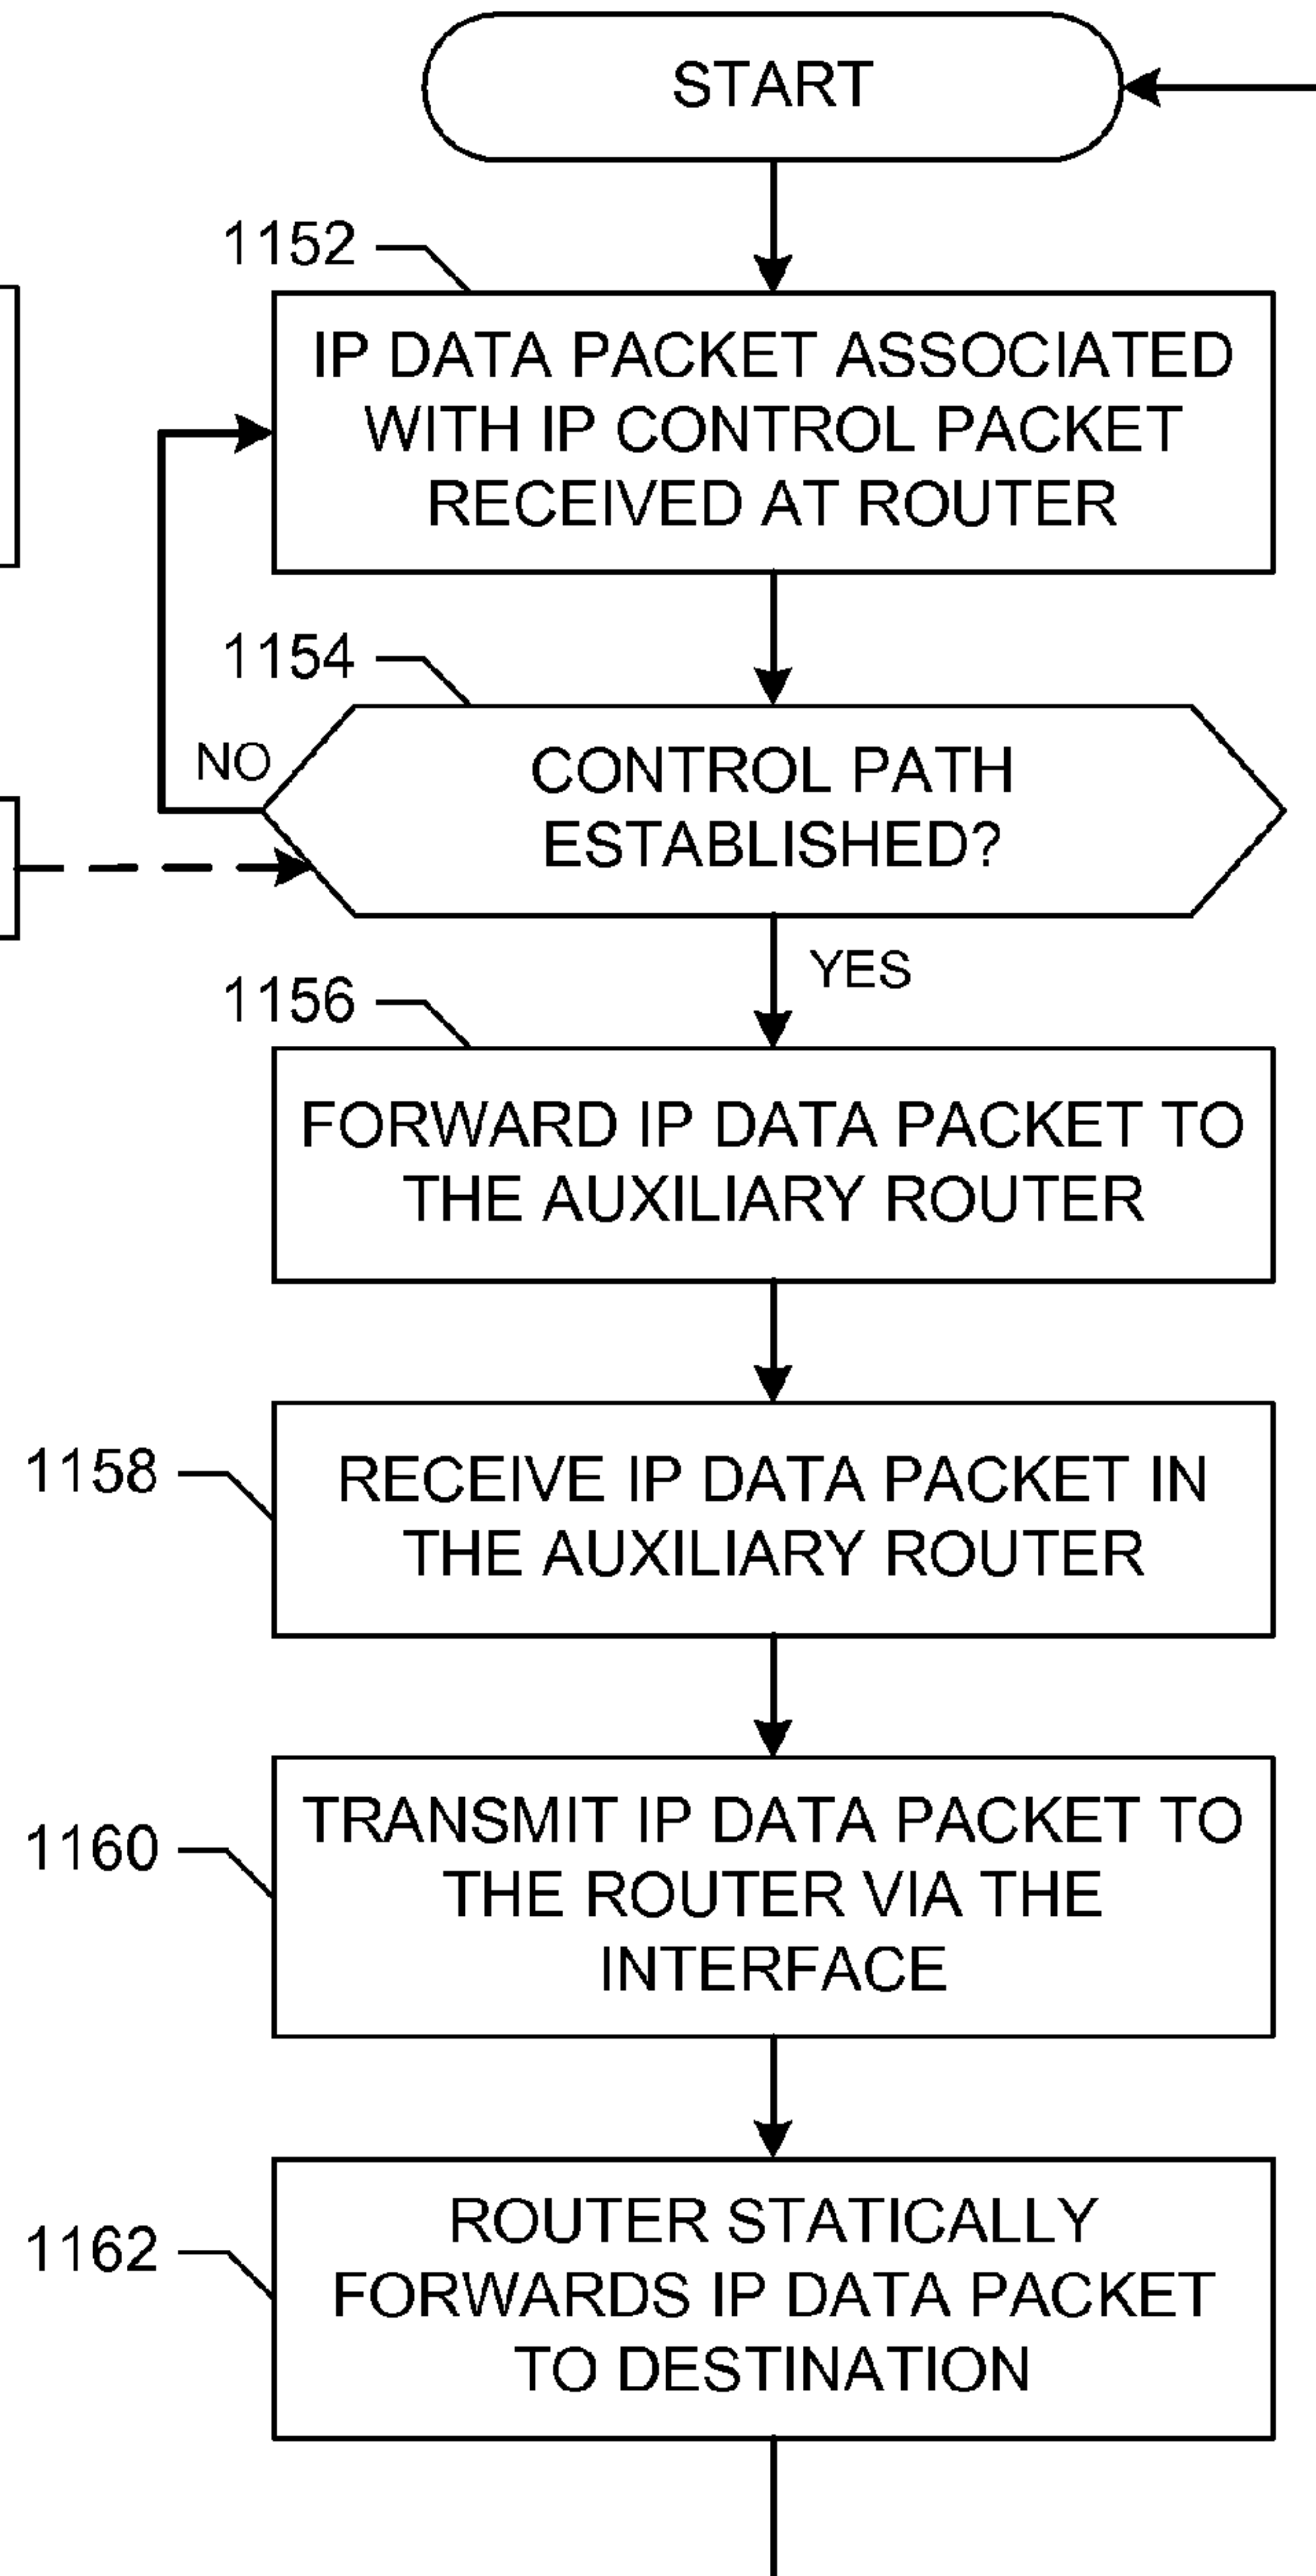 START
1152
IP DATA PACKET ASSOCIATED
WITH IP CONTROL PACKET
RECEIVED AT ROUTER
1154
NO
CONTROL PATH
ESTABLISHED?
YES
1156
FORWARD IP DATA PACKET TO
THE AUXILIARY ROUTER
1158
RECEIVE IP DATA PACKET IN
THE AUXILIARY ROUTER
1160
TRANSMIT IP DATA PACKET TO
THE ROUTER VIA THE
INTERFACE
1162
ROUTER STATICALLY
FORWARDS IP DATA PACKET
TO DESTINATION